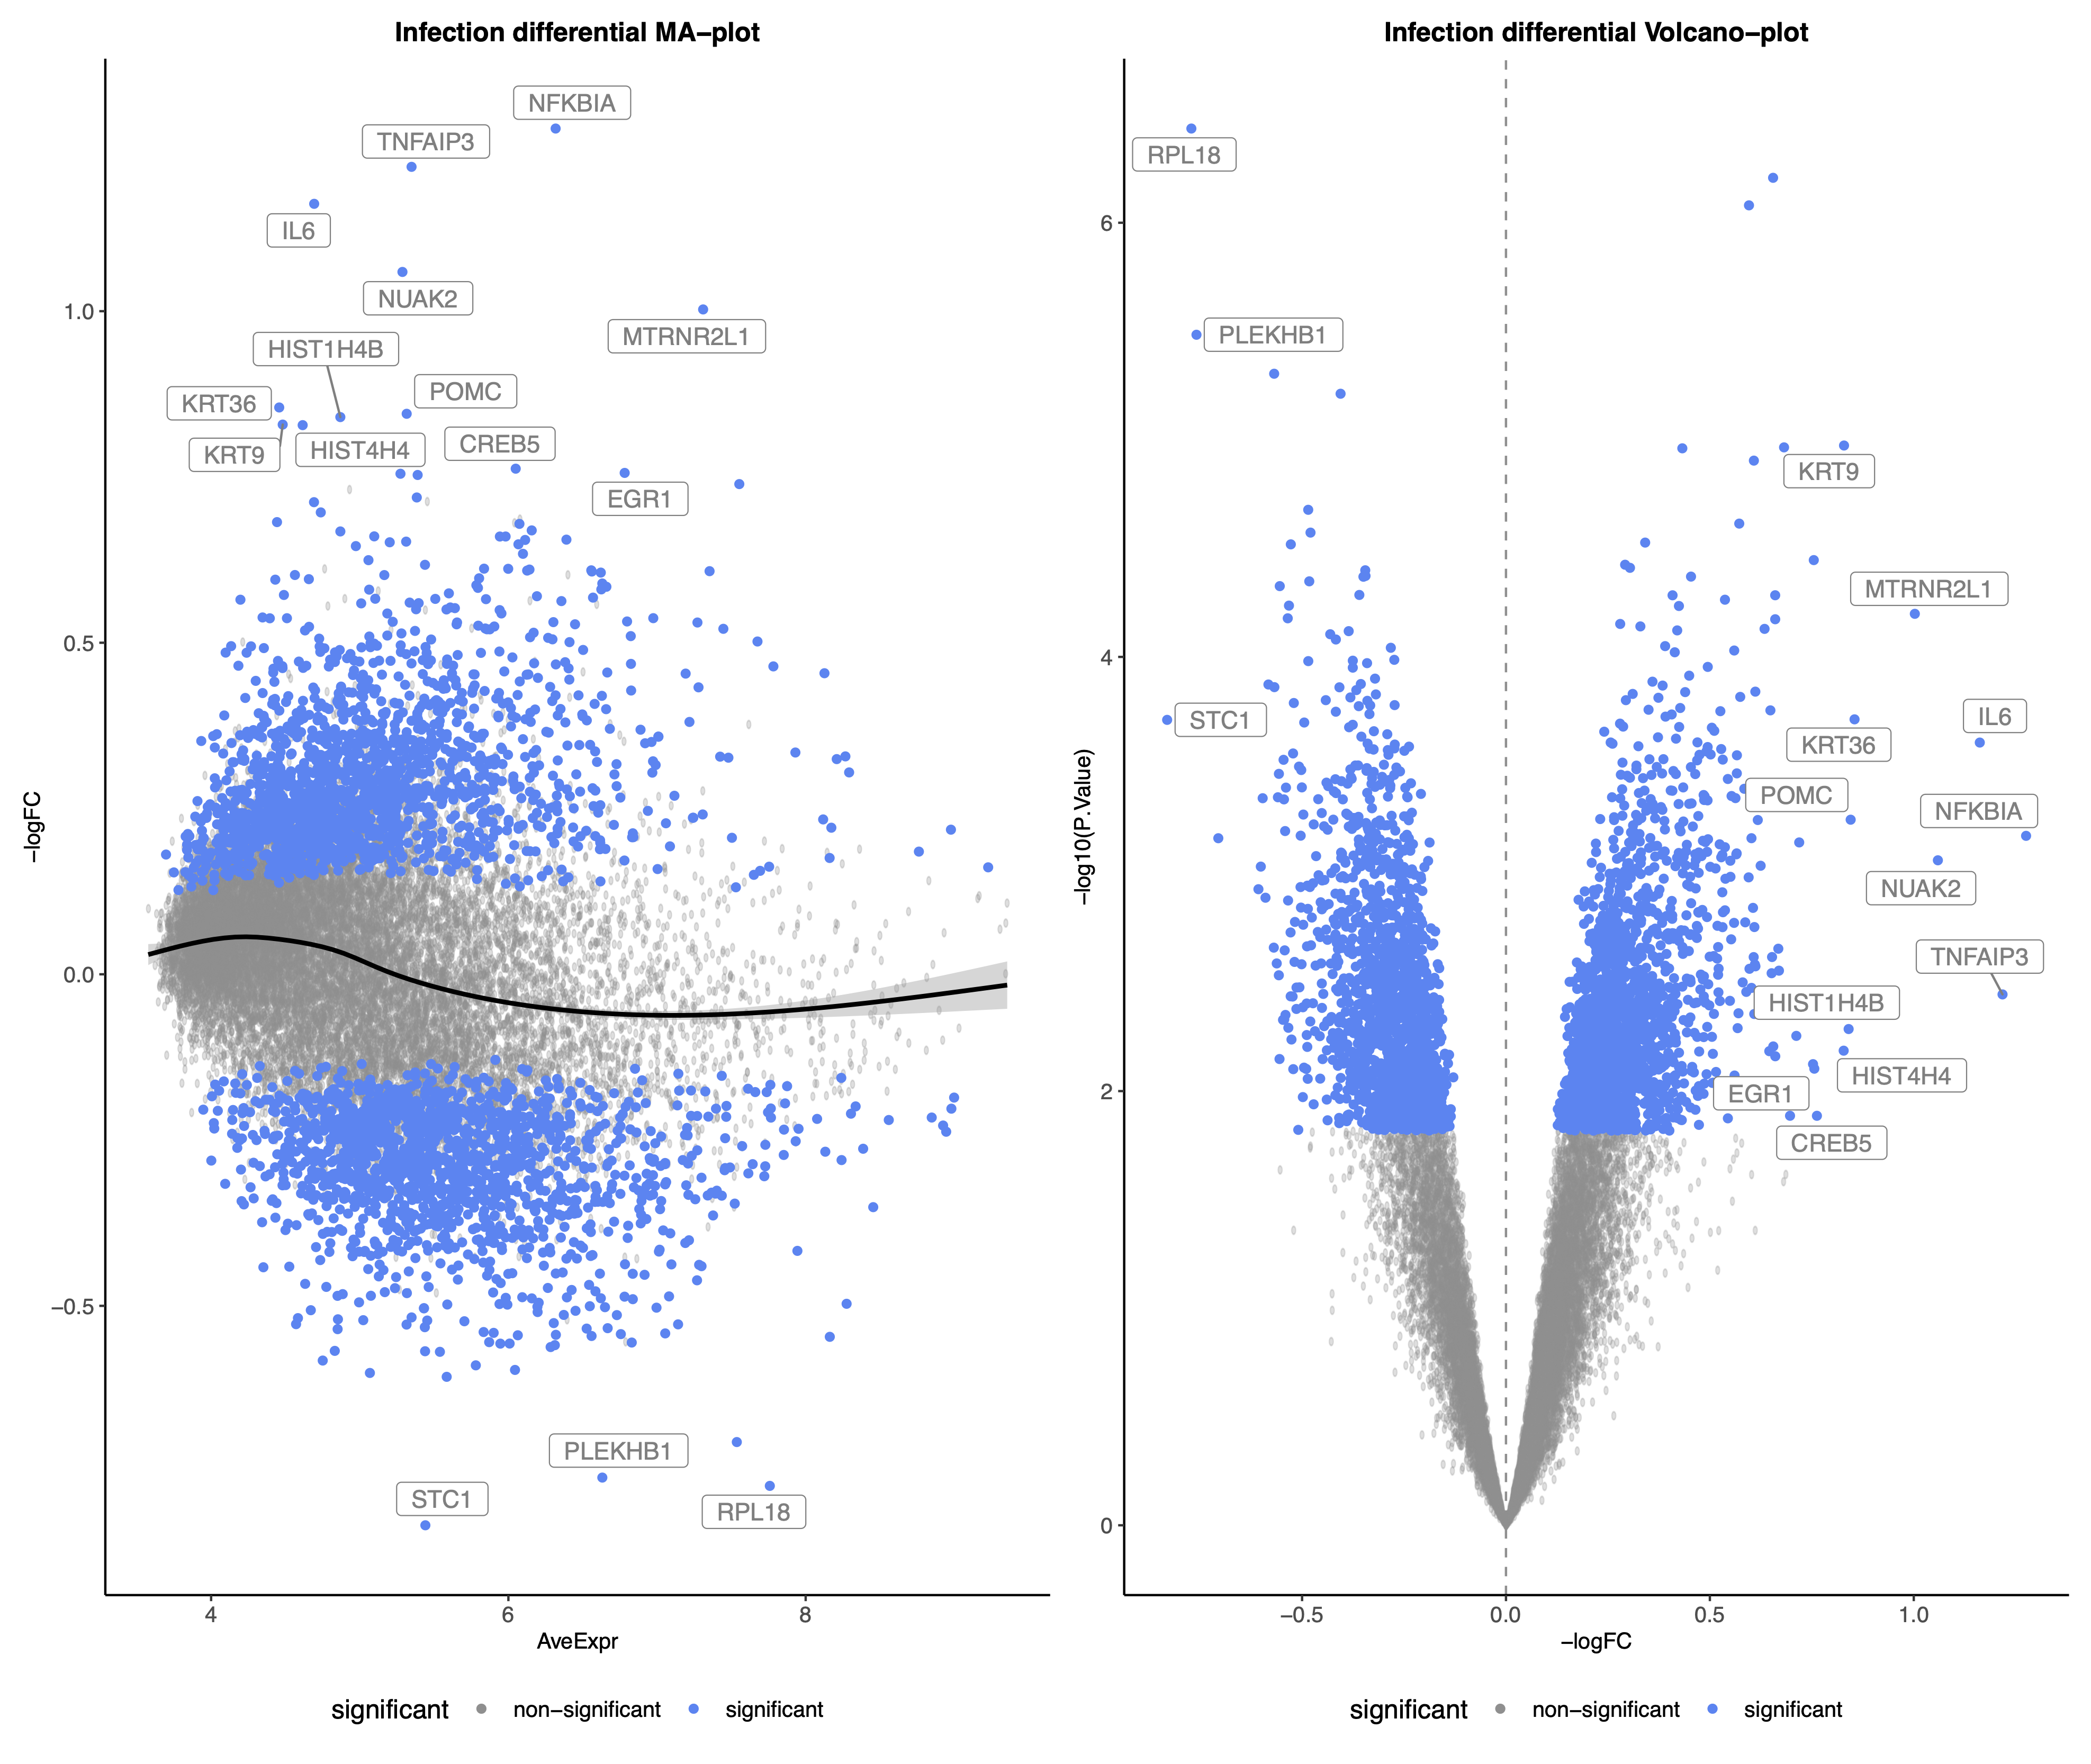 Infection differential MA−plot
NFKBIA
TNFAIP3
IL6
NUAK2
MTRNR2L1
HIST1H4B
POMC
KRT36
KRT9
HIST4H4
CREB5
EGR1
PLEKHB1
STC1
RPL18
1.0
0.5
0.0
−0.5
−logFC
4
6
8
AveExpr
significant
non−significant
significant
Infection differential Volcano−plot
RPL18
PLEKHB1
KRT9
MTRNR2L1
STC1
IL6
KRT36
POMC
NFKBIA
NUAK2
TNFAIP3
HIST1H4B
HIST4H4
EGR1
CREB5
6
4
2
0
−log10(P.Value)
−0.5
0.0
0.5
1.0
−logFC
significant
non−significant
significant